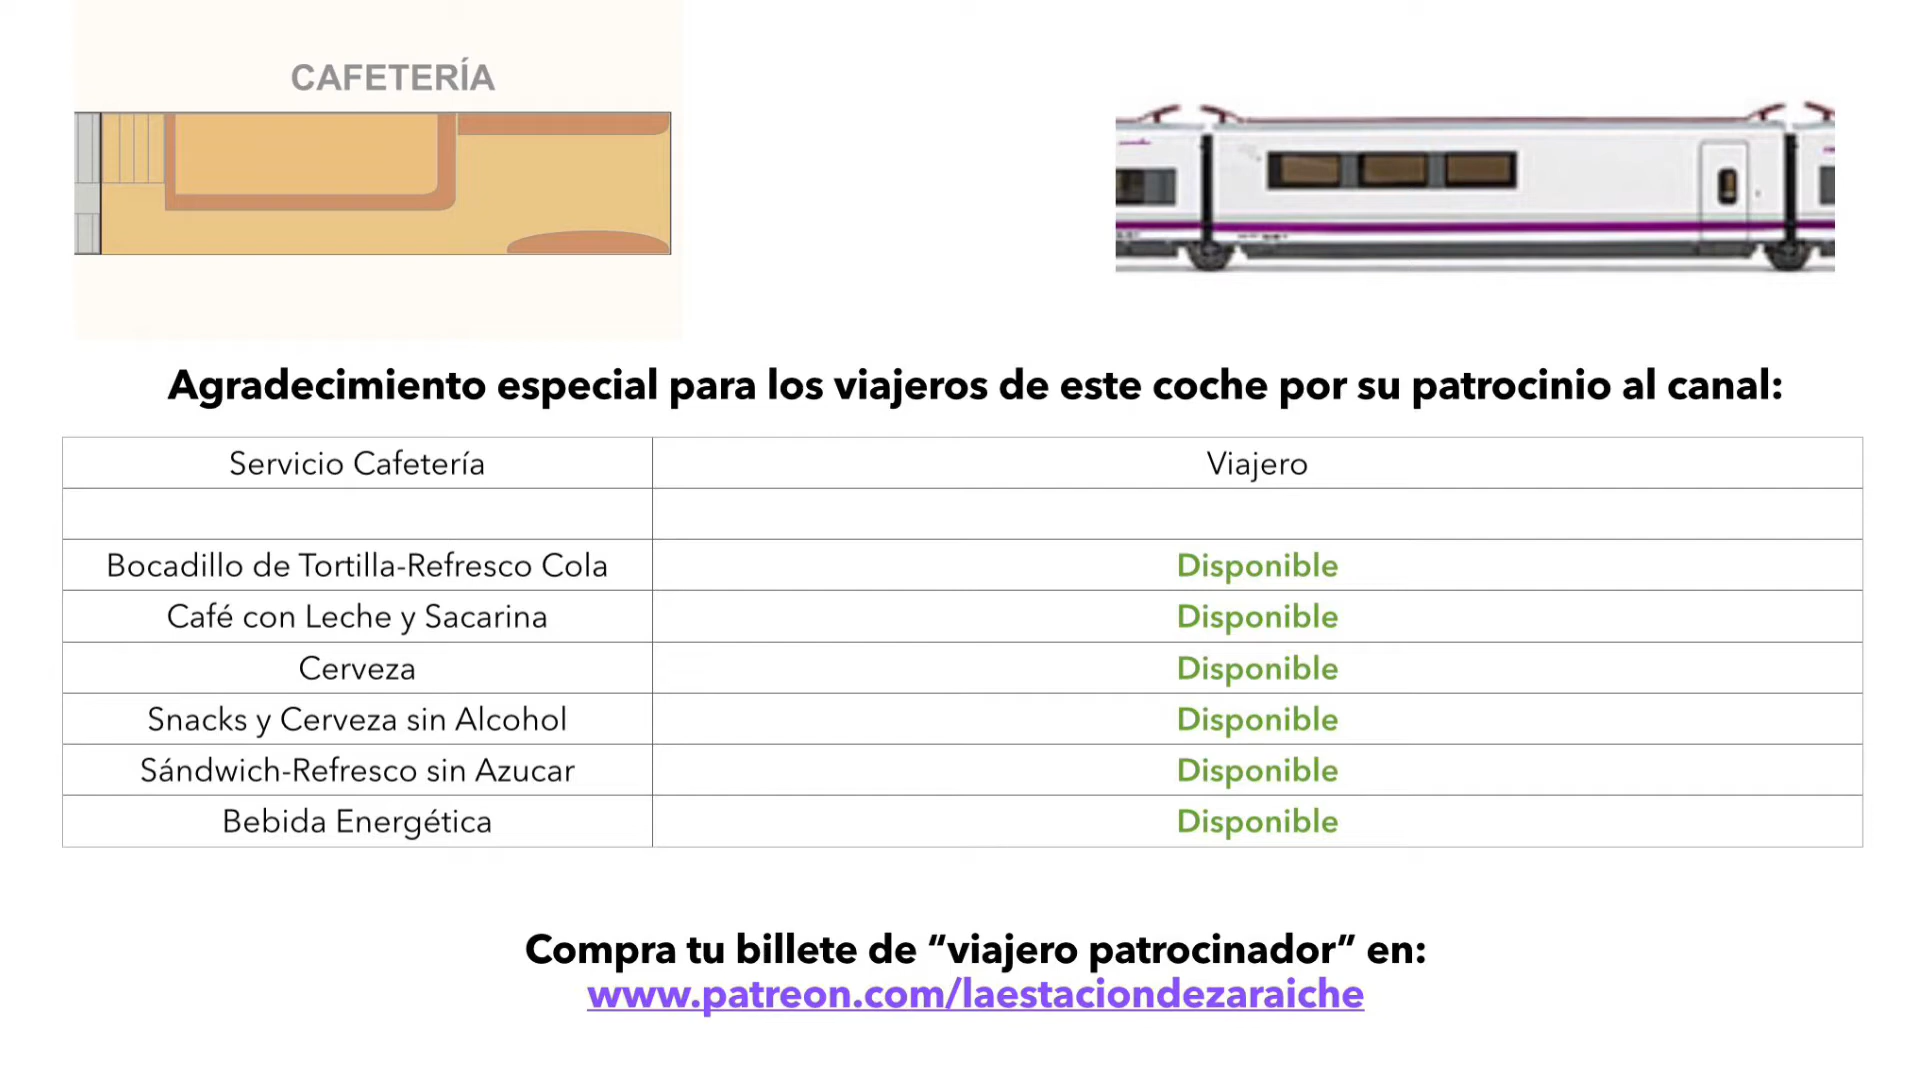 CAFETERÍA
Agradecimiento especial para los viajeros de este coche por su patrocinio al canal:
Servicio Cafetería Viajero
Bocadillo de Tortilla-Refresco Cola Disponible
Café con Leche y Sacarina Disponible
Cerveza Disponible
Snacks y Cerveza sin Alcohol Disponible
Sándwich-Refresco sin Azucar Disponible
Bebida Energética Disponible
Compra tu billete de “viajero patrocinador” en:
www.patreon.com/laestaciondezaraiche